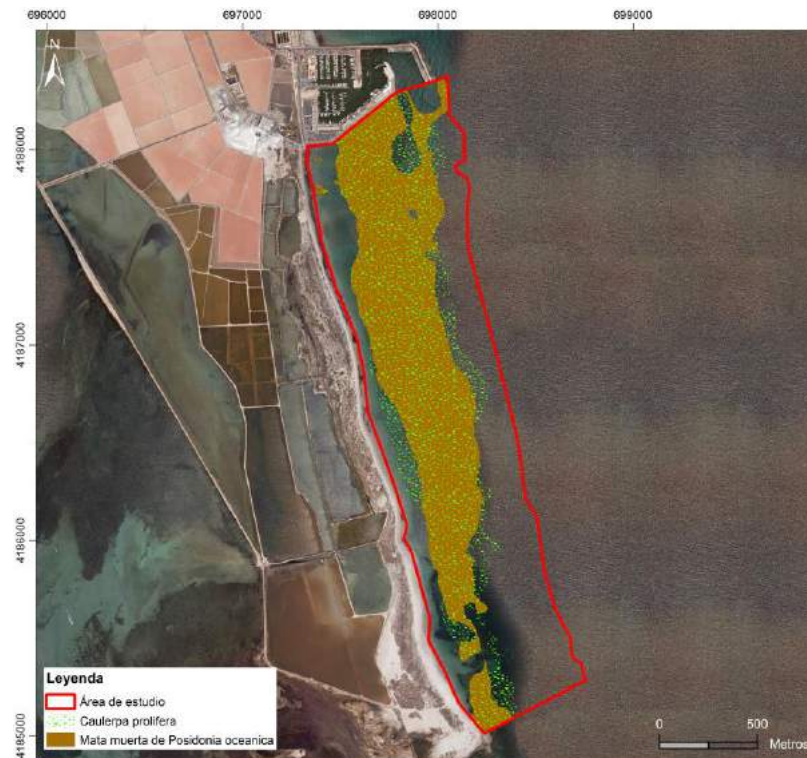 696000 697000 698000 699000
N
4188000
4187000
4186000
4185000
Leyenda
Área de estudio
Caulerpa prolifera
Mata muerta de Posidonia oceanica
0 500
Metros